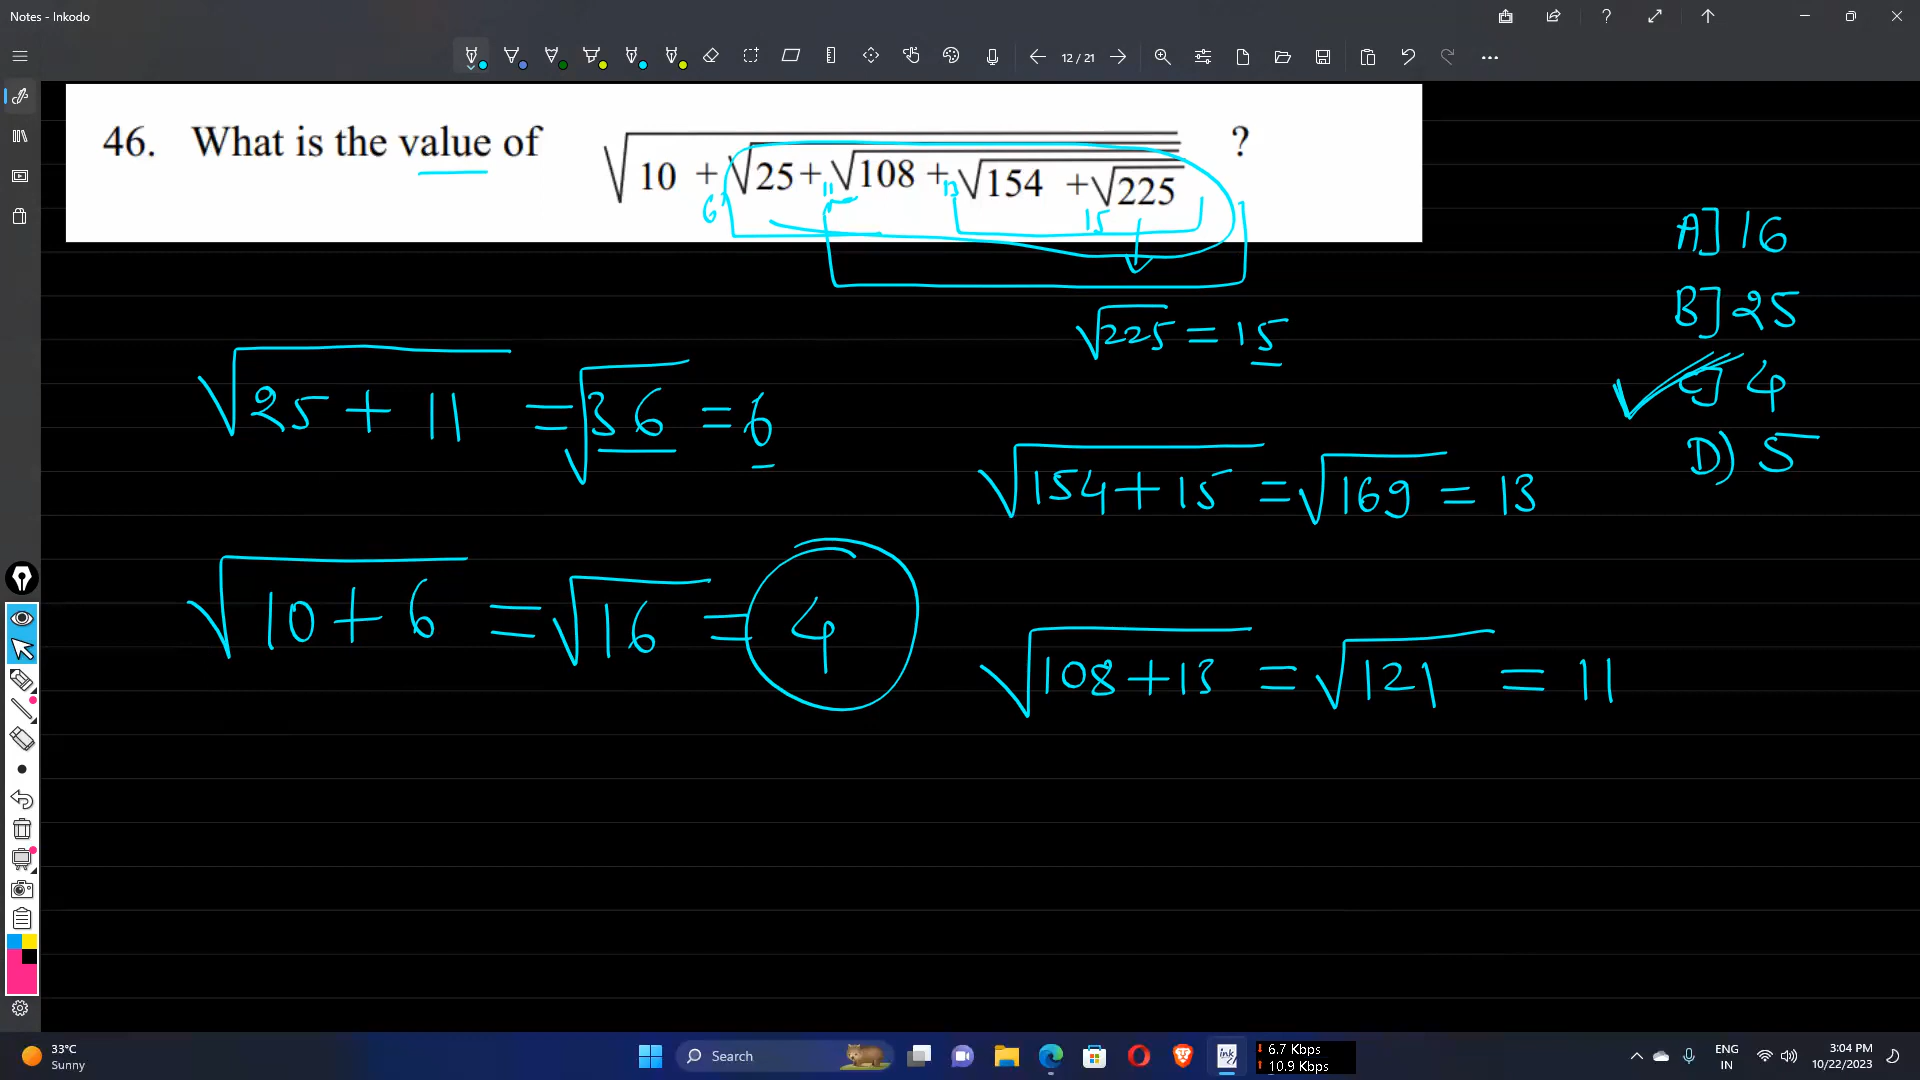 Notes - Inkodo
12 / 21
46. What is the value of √10 + √25 + √108 + √154 + √225 ?
6 11 13 15
√225 = 15
A] 16
B] 25
C] 4
D) 5
√25 + 11 = √36 = 6
√154 + 15 = √169 = 13
√10 + 6 = √16 = 4
√108 + 13 = √121 = 11
33°C
Sunny
Search
ink
6.7 Kbps
10.9 Kbps
ENG
IN
3:04 PM
10/22/2023